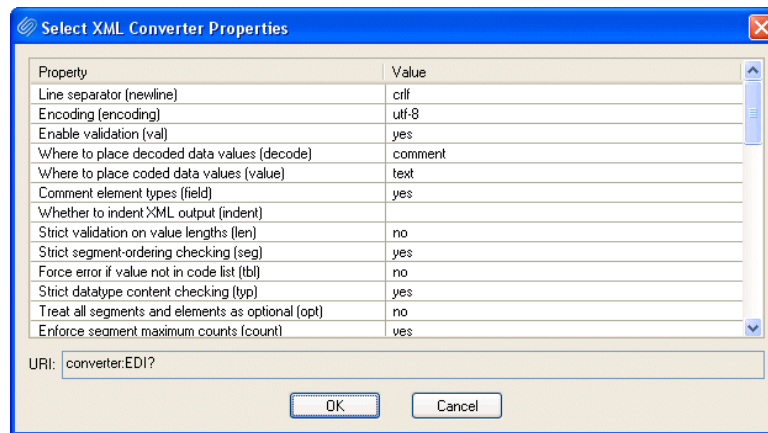 Select XML Converter Properties
Property Value
Line separator (newline) crlf
Encoding (encoding) utf-8
Enable validation (val) yes
Where to place decoded data values (decode) comment
Where to place coded data values (value) text
Comment element types (field) yes
Whether to indent XML output (indent)
Strict validation on value lengths (len) no
Strict segment-ordering checking (seg) yes
Force error if value not in code list (tbl) no
Strict datatype content checking (typ) yes
Treat all segments and elements as optional (opt) no
Enforce segment maximum counts (count) yes
URI: converter:EDI?
OK Cancel